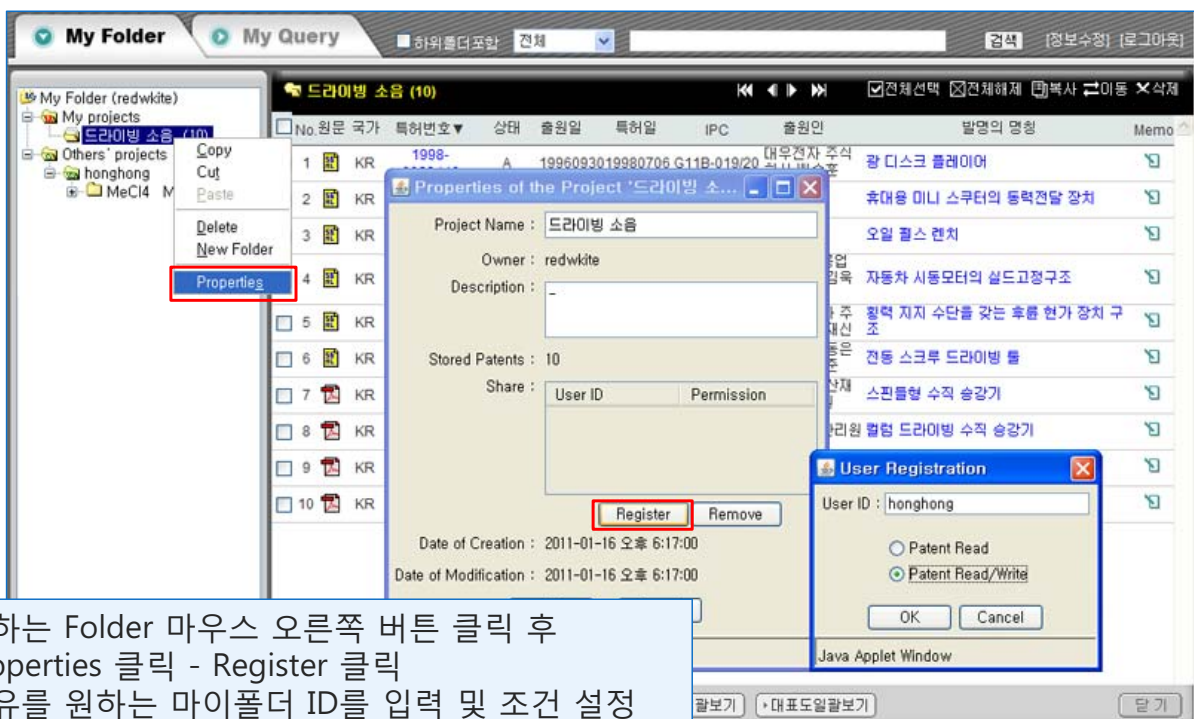 My Folder
My Query
하위폴더포함 전체 검색 [정보수정] [로그아웃]
My Folder (redwkite)
My projects
드라이빙 소음 (10)
Others' projects
honghong
MeCl4 M
Copy
Cut
Paste
Delete
New Folder
Properties
드라이빙 소음 (10) 전체선택 전체해제 복사 이동 삭제
No. 원문 국가 특허번호▼ 상태 출원일 특허일 IPC 출원인 발명의 명칭 Memo
1 KR 1998- A 19960930 19980706 G11B-019/20 대우전자 주식 광 디스크 플레이어
2 KR 휴대용 미니 스쿠터의 동력전달 장치
3 KR 오일 펄스 렌치
4 KR 자동차 시동모터의 실드고정구조
5 KR 횡력 지지 수단을 갖는 후륜 현가 장치 구조
6 KR 전동 스크루 드라이빙 툴
7 KR 스핀들형 수직 승강기
8 KR 컬럼 드라이빙 수직 승강기
9 KR
10 KR
Properties of the Project '드라이빙 소...
Project Name : 드라이빙 소음
Owner : redwkite
Description : _
Stored Patents : 10
Share : User ID Permission
Register Remove
Date of Creation : 2011-01-16 오후 6:17:00
Date of Modification : 2011-01-16 오후 6:17:00
User Registration
User ID : honghong
Patent Read
Patent Read/Write
OK Cancel
Java Applet Window
하는 Folder 마우스 오른쪽 버튼 클릭 후
operties 클릭 - Register 클릭
유를 원하는 마이폴더 ID를 입력 및 조건 설정
괄보기 대표도일괄보기 닫기